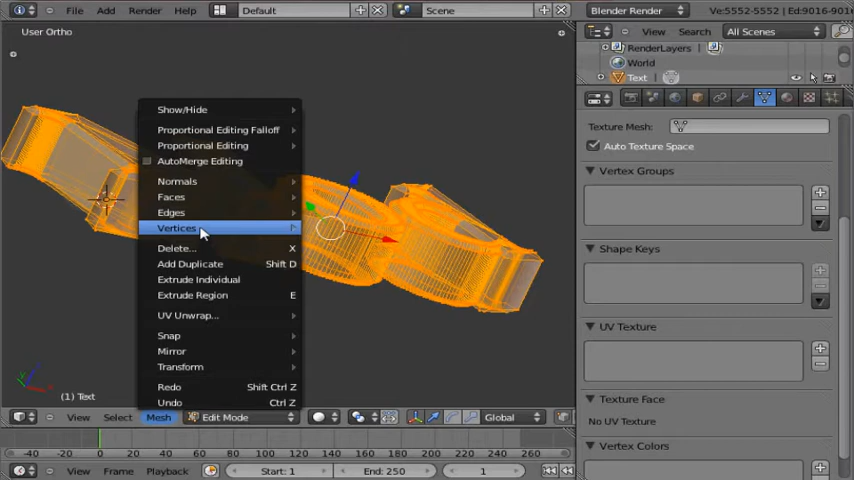 File Add Render Help Default Scene Blender Render Ve:5552-5552 | Ed:9016-901
User Ortho
View Search All Scenes
RenderLayers
World
Text
Show/Hide
Proportional Editing Falloff
Proportional Editing
AutoMerge Editing
Normals
Faces
Edges
Vertices
Delete... X
Add Duplicate Shift D
Extrude Individual
Extrude Region E
UV Unwrap...
Snap
Mirror
Transform
Redo Shift Ctrl Z
Undo Ctrl Z
(1) Text
Texture Mesh:
Auto Texture Space
Vertex Groups
Shape Keys
UV Texture
Texture Face
No UV Texture
Vertex Colors
View Select Mesh Edit Mode Global
-40 -20 0 20 40 60 80 100 120 140 160 180 200 220 240 260
View Frame Playback Start: 1 End: 250 1